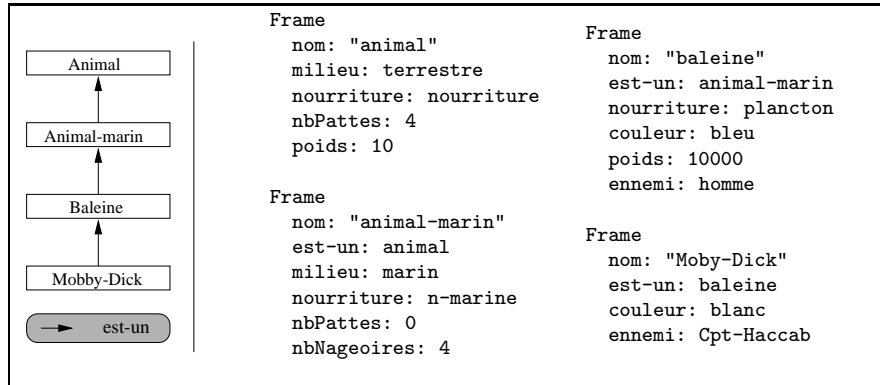 Animal
Animal-marin
Baleine
Mobby-Dick
est-un
Frame
nom: "animal"
milieu: terrestre
nourriture: nourriture
nbPattes: 4
poids: 10
Frame
nom: "animal-marin"
est-un: animal
milieu: marin
nourriture: n-marine
nbPattes: 0
nbNageoires: 4
Frame
nom: "baleine"
est-un: animal-marin
nourriture: plancton
couleur: bleu
poids: 10000
ennemi: homme
Frame
nom: "Moby-Dick"
est-un: baleine
couleur: blanc
ennemi: Cpt-Haccab